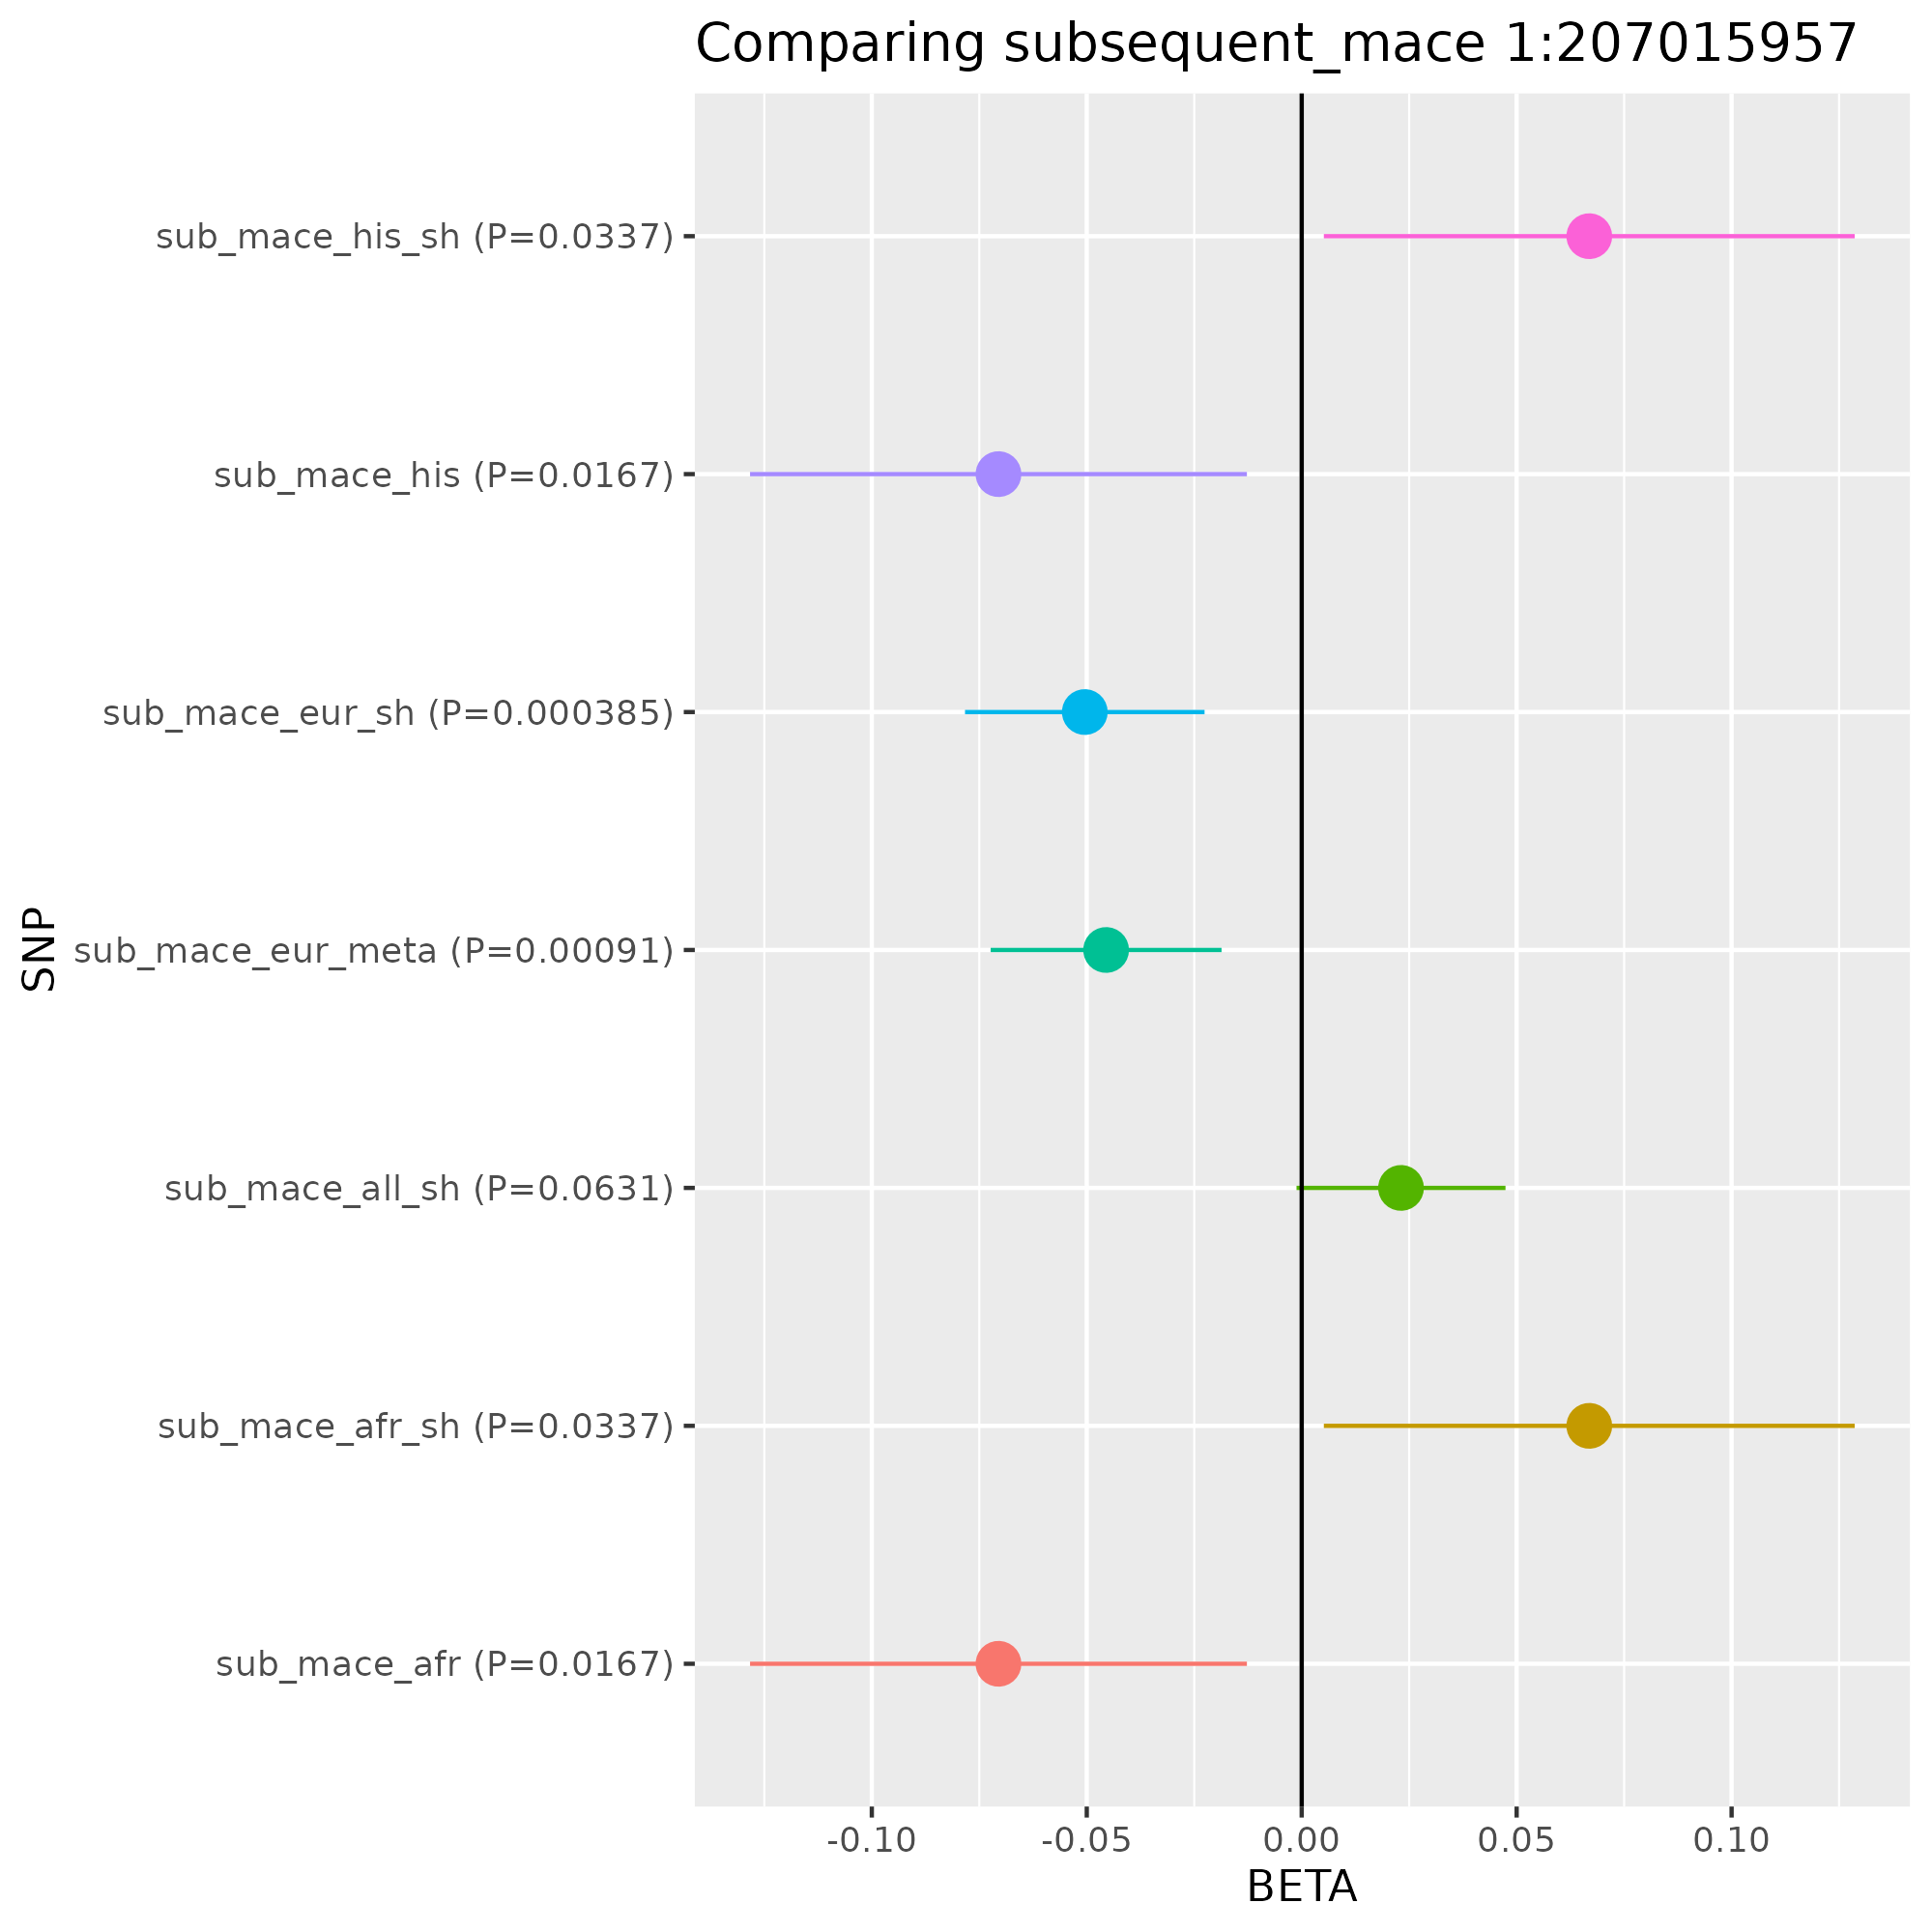 Comparing subsequent_mace 1:207015957
sub_mace_his_sh (P=0.0337)
sub_mace_his (P=0.0167)
sub_mace_eur_sh (P=0.000385)
SNP
sub_mace_eur_meta (P=0.00091)
sub_mace_all_sh (P=0.0631)
sub_mace_afr_sh (P=0.0337)
sub_mace_afr (P=0.0167)
-0.10 -0.05 0.00 0.05 0.10
BETA